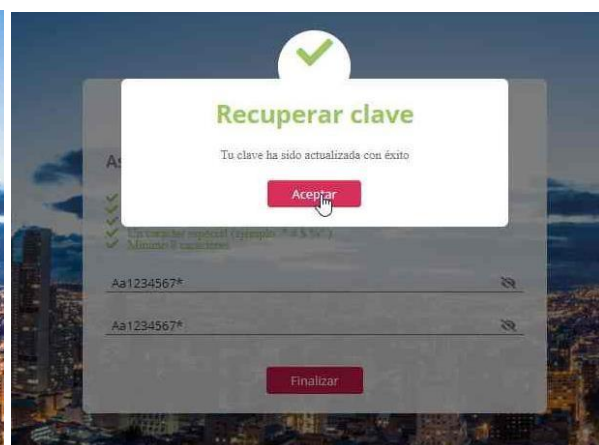 Recuperar clave
Tu clave ha sido actualizada con éxito
Aceptar
As
Un carácter especial (ejemplo .* # $ %" )
Mínimo 8 caracteres
Aa1234567*
Aa1234567*
Finalizar